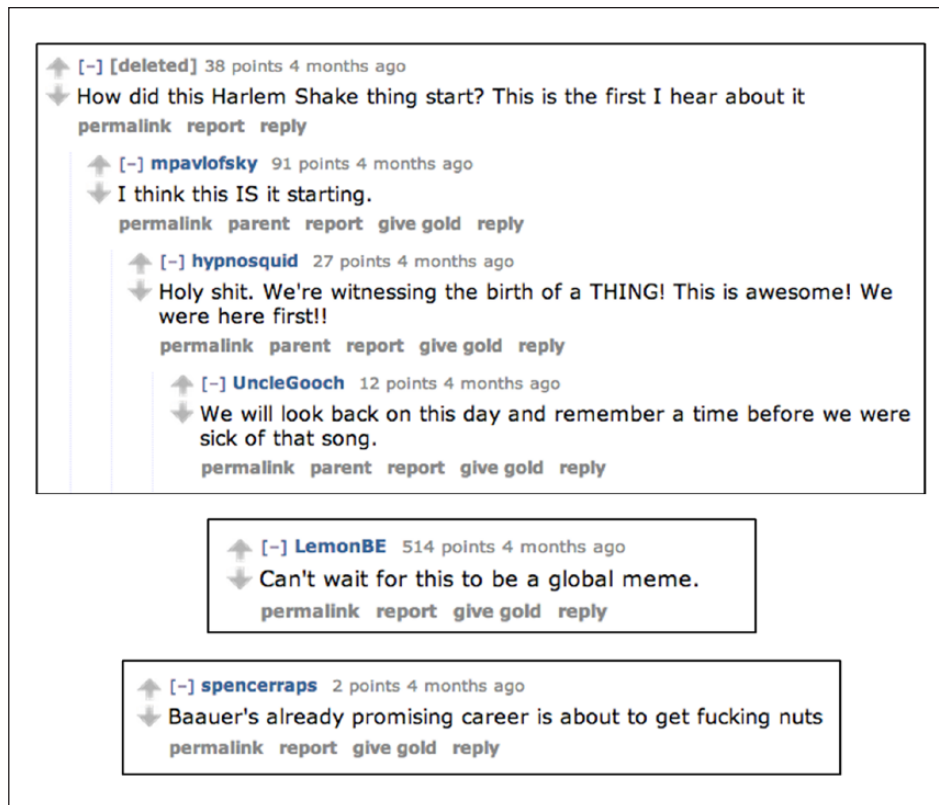 [–] [deleted] 38 points 4 months ago
How did this Harlem Shake thing start? This is the first I hear about it
permalink report reply
[–] mpavlofsky 91 points 4 months ago
I think this IS it starting.
permalink parent report give gold reply
[–] hypnosquid 27 points 4 months ago
Holy shit. We're witnessing the birth of a THING! This is awesome! We
were here first!!
permalink parent report give gold reply
[–] UncleGooch 12 points 4 months ago
We will look back on this day and remember a time before we were
sick of that song.
permalink parent report give gold reply
[–] LemonBE 514 points 4 months ago
Can't wait for this to be a global meme.
permalink report give gold reply
[–] spencerraps 2 points 4 months ago
Baauer's already promising career is about to get fucking nuts
permalink report give gold reply